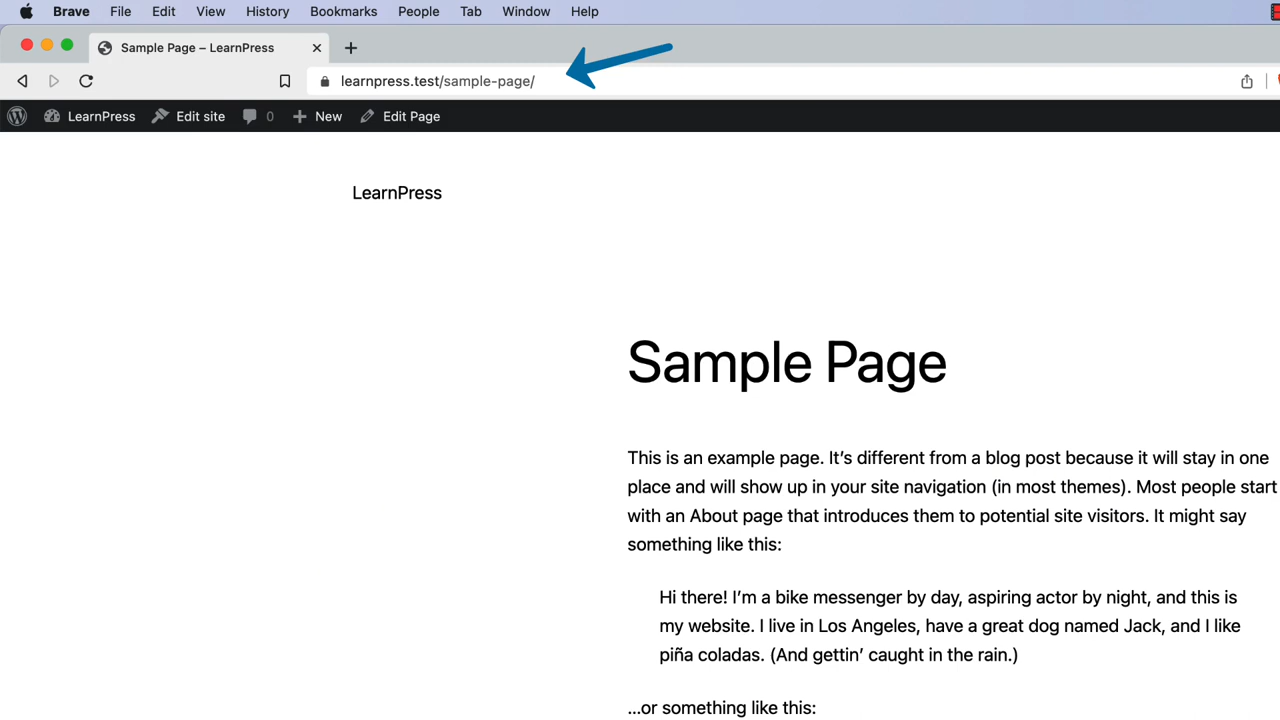 Brave File Edit View History Bookmarks People Tab Window Help
Sample Page – LearnPress
learnpress.test/sample-page/
LearnPress Edit site 0 New Edit Page
LearnPress
Sample Page
This is an example page. It’s different from a blog post because it will stay in one
place and will show up in your site navigation (in most themes). Most people start
with an About page that introduces them to potential site visitors. It might say
something like this:
Hi there! I’m a bike messenger by day, aspiring actor by night, and this is
my website. I live in Los Angeles, have a great dog named Jack, and I like
piña coladas. (And gettin’ caught in the rain.)
…or something like this: